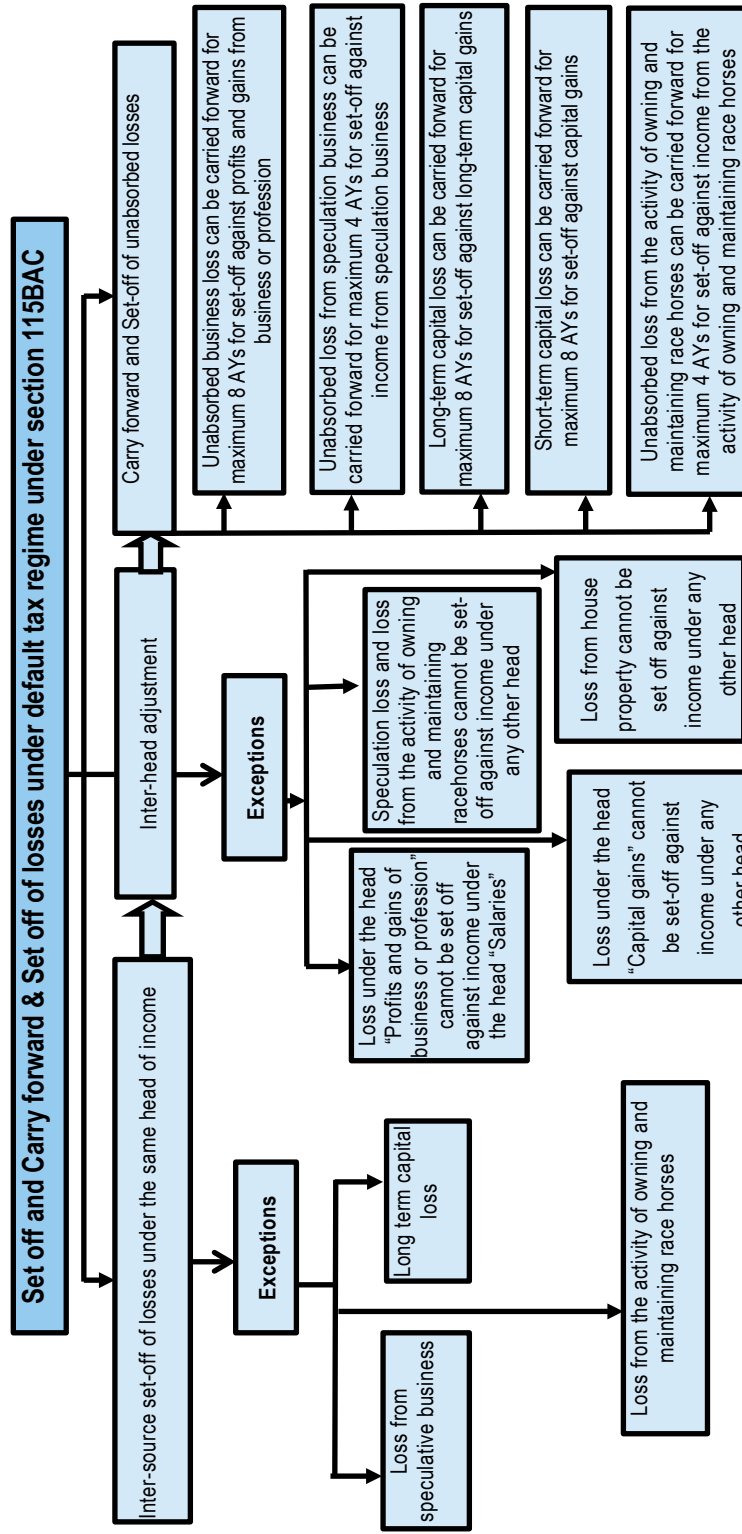 Set off and Carry forward & Set off of losses under default tax regime under section 115BAC
Inter-source set-off of losses under the same head of income
Exceptions
Loss from
speculative business
Long term capital
loss
Loss from the activity of owning and
maintaining race horses
Inter-head adjustment
Exceptions
Loss under the head
“Profits and gains of
business or profession”
cannot be set off
against income under
the head “Salaries”
Speculation loss and loss
from the activity of owning
and maintaining
racehorses cannot be set-
off against income under
any other head
Loss under the head
“Capital gains” cannot
be set-off against
income under any
other head
Loss from house
property cannot be
set off against
income under any
other head
Carry forward and Set-off of unabsorbed losses
Unabsorbed business loss can be carried forward for
maximum 8 AYs for set-off against profits and gains from
business or profession
Unabsorbed loss from speculation business can be
carried forward for maximum 4 AYs for set-off against
income from speculation business
Long-term capital loss can be carried forward for
maximum 8 AYs for set-off against long-term capital gains
Short-term capital loss can be carried forward for
maximum 8 AYs for set-off against capital gains
Unabsorbed loss from the activity of owning and
maintaining race horses can be carried forward for
maximum 4 AYs for set-off against income from the
activity of owning and maintaining race horses